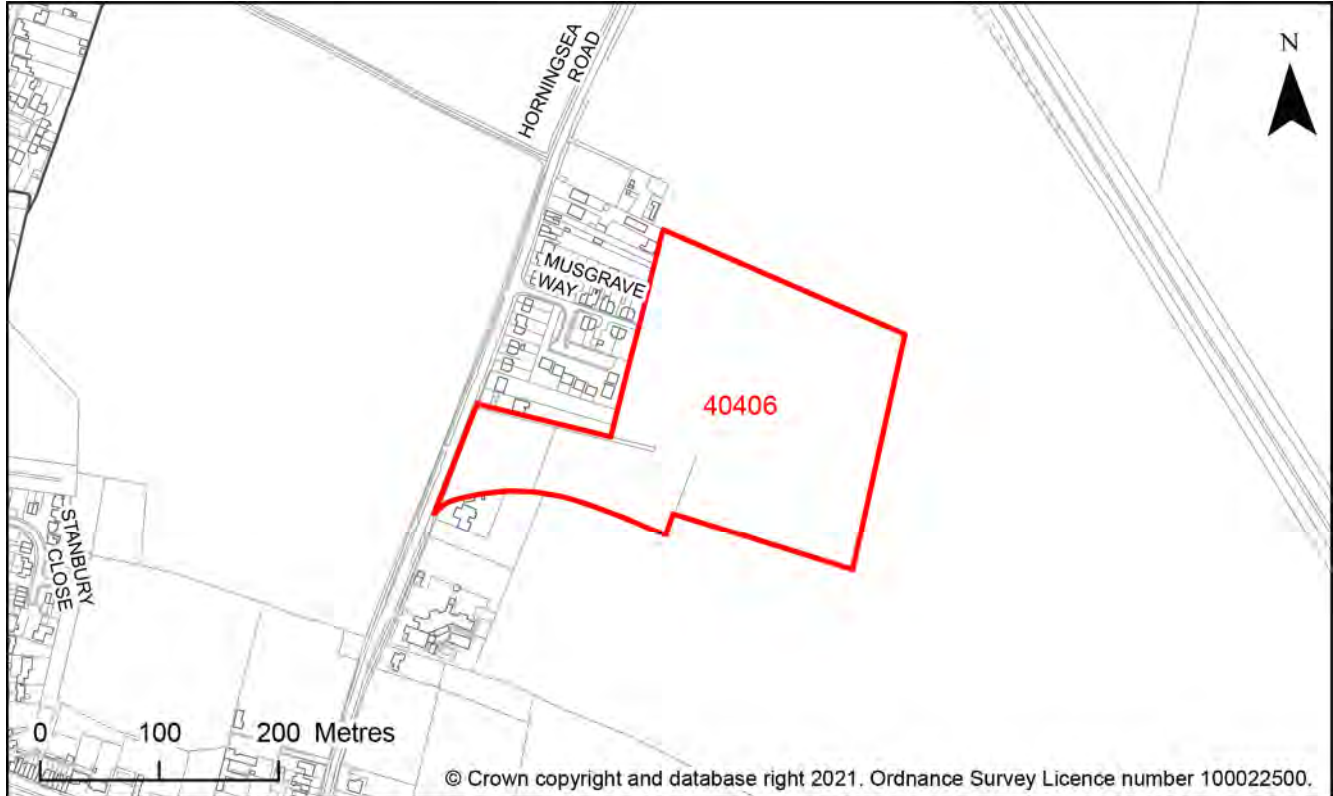 HORNINGSEA
ROAD
N
MUSGRAVE
WAY
40406
STANBURY
CLOSE
0 100 200 Metres
© Crown copyright and database right 2021. Ordnance Survey Licence number 100022500.